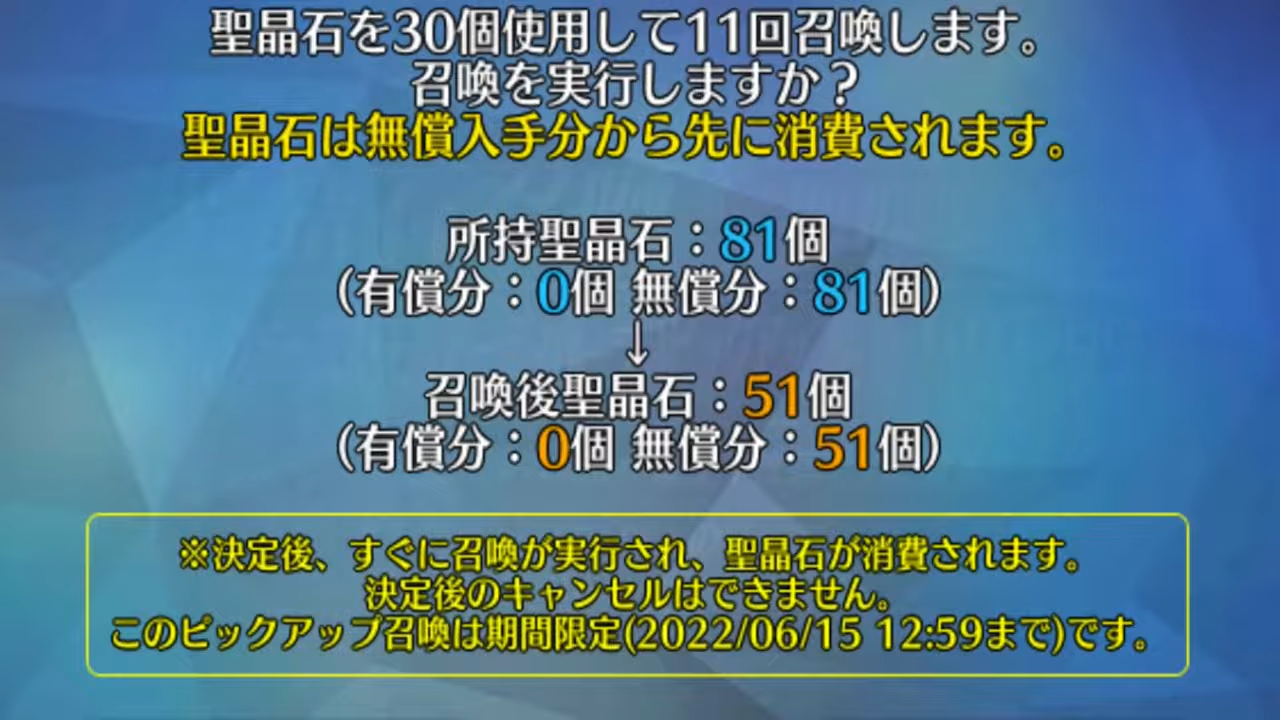 聖晶石を30個使用して11回召喚します。
召喚を実行しますか？
聖晶石は無償入手分から先に消費されます。
所持聖晶石：81個
（有償分：0個 無償分：81個）
↓
召喚後聖晶石：51個
（有償分：0個 無償分：51個）
※決定後、すぐに召喚が実行され、聖晶石が消費されます。
決定後のキャンセルはできません。
このピックアップ召喚は期間限定(2022/06/15 12:59まで)です。